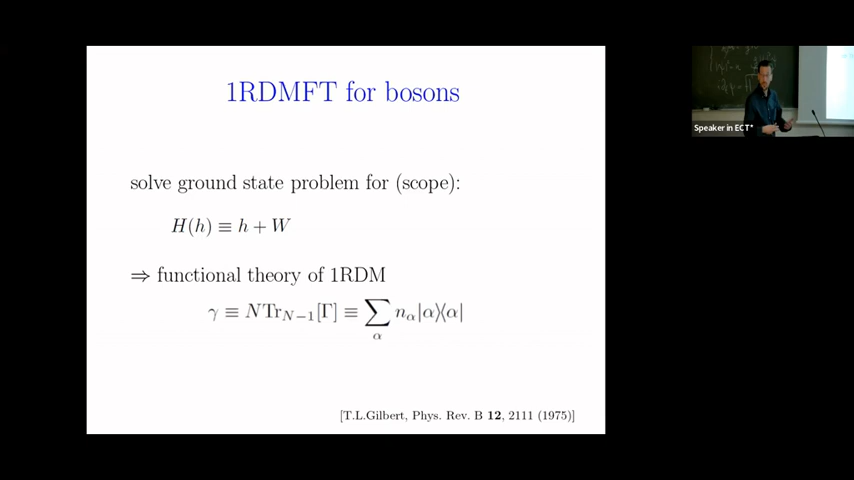 1RDMFT for bosons
solve ground state problem for (scope):
H(h) ≡ h + W
⇒ functional theory of 1RDM
γ ≡ NTr_{N−1}[Γ] ≡ ∑_α n_α|α⟩⟨α|
[T.L.Gilbert, Phys. Rev. B 12, 2111 (1975)]
Speaker in ECT*